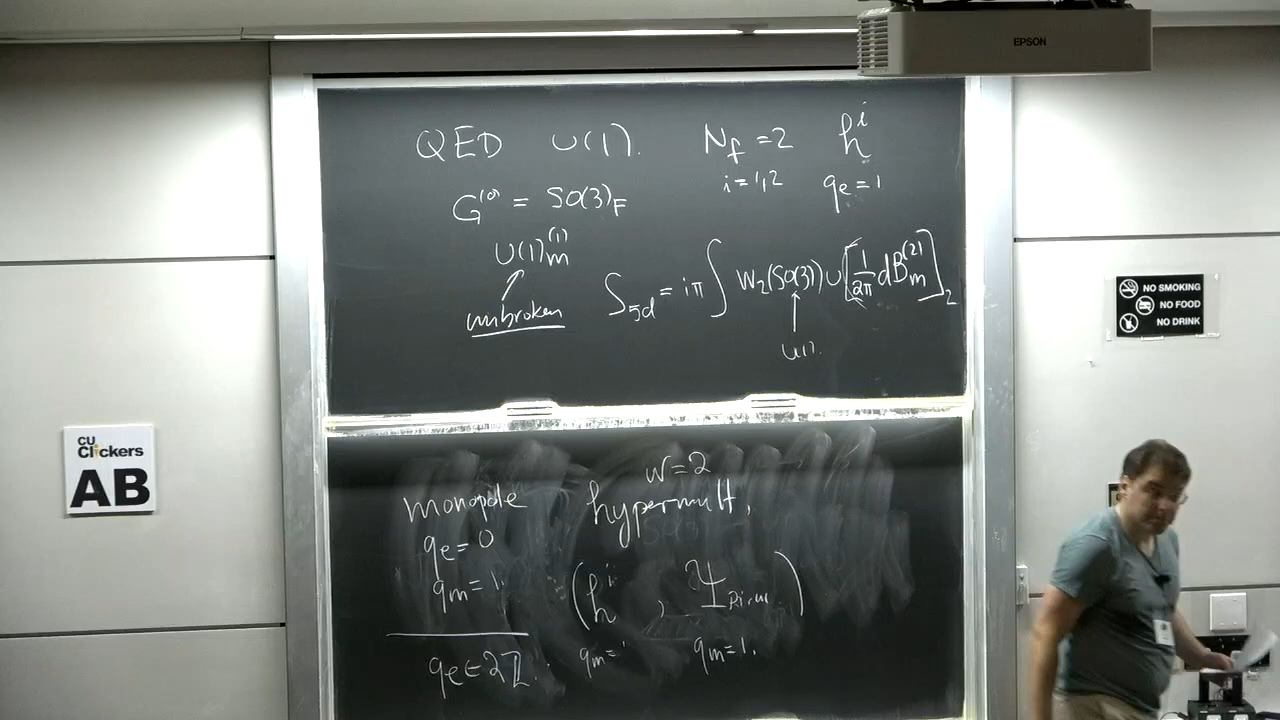 EPSON
QED U(1). N_f = 2 h^i
i = 1,2 q_e = 1
G^(0) = SO(3)_F
U(1)_m^(1)
unbroken
S_5d = iπ ∫ W_2(SO(3)) ∪ [1/2π dB_m^(2)]_2
U(1).
NO SMOKING
NO FOOD
NO DRINK
CU Clickers
AB
monopole
q_e = 0
q_m = 1
q_e ∈ 2ℤ.
N=2
hypermult.
(h^i, Ψ_Dirac)
q_m = 1 q_m = 1.